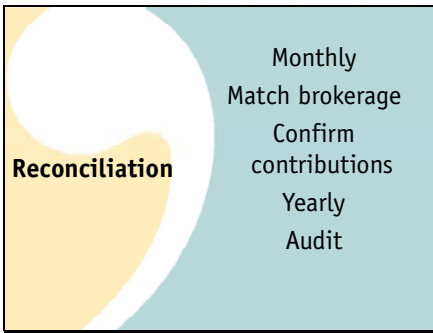 Reconciliation
Monthly
Match brokerage
Confirm
contributions
Yearly
Audit